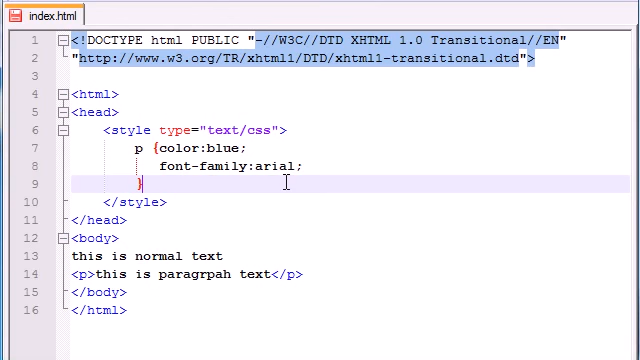 index.html
1 <!DOCTYPE html PUBLIC "-//W3C//DTD XHTML 1.0 Transitional//EN"
2 "http://www.w3.org/TR/xhtml1/DTD/xhtml1-transitional.dtd">
3
4 <html>
5 <head>
6 <style type="text/css">
7 p {color:blue;
8 font-family:arial;
9 }
10 </style>
11 </head>
12 <body>
13 this is normal text
14 <p>this is paragrpah text</p>
15 </body>
16 </html>